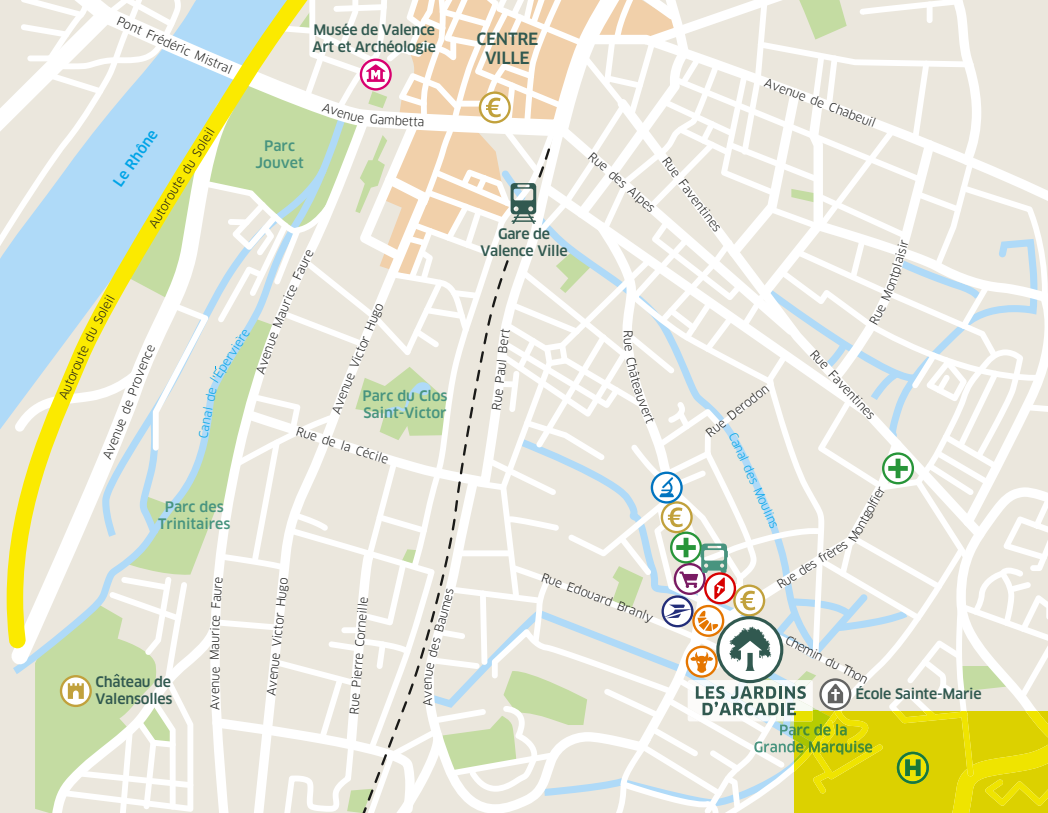 Pont Frédéric Mistral
Musée de Valence
Art et Archéologie
M
CENTRE
VILLE
€
Avenue Gambetta
Avenue de Chabeuil
Parc
Jouvet
Le Rhône
Autoroute du Soleil
Rue des Alpes
Rue Faventines
Gare de
Valence Ville
Rue Montplaisir
Avenue Maurice Faure
Autoroute du Soleil
Avenue Victor Hugo
Rue Paul Bert
Rue Châteauvert
Canal de l'Epervière
Avenue de Provence
Rue Faventines
Parc du Clos
Saint-Victor
Rue Derodon
Rue de la Cécile
Canal des Moulins
Parc des
Trinitaires
€
Rue des frères Montgolfier
Rue Edouard Branly
€
Avenue Maurice Faure
Avenue Victor Hugo
Rue Pierre Corneille
Avenue des Baumes
Chemin du Thon
Château de
Valensolles
LES JARDINS
D'ARCADIE
École Sainte-Marie
Parc de la
Grande Marquise
H